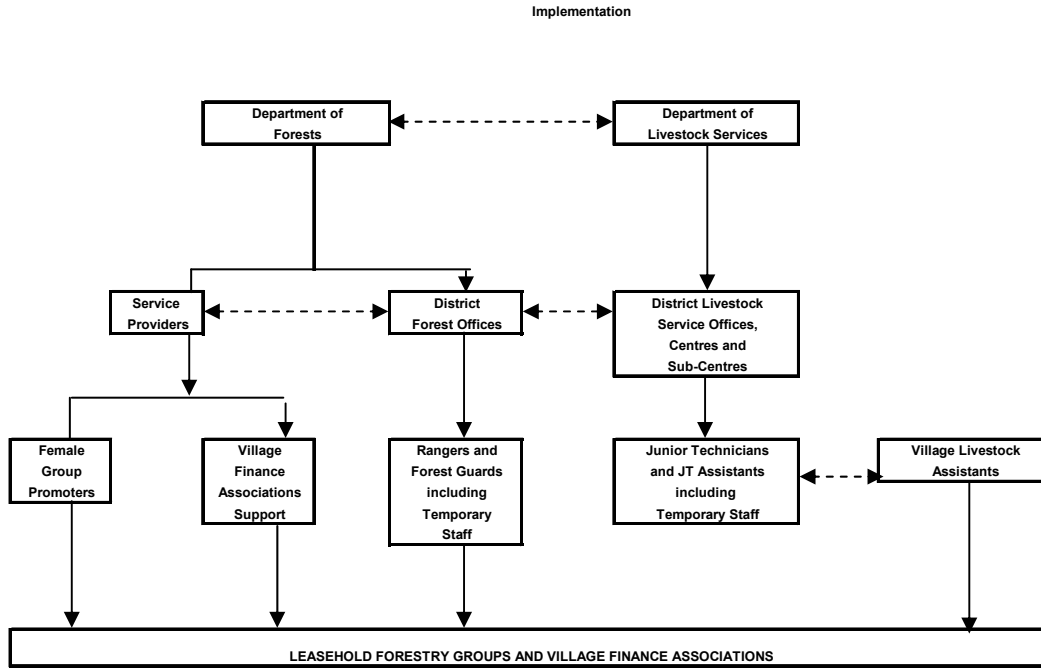 Implementation
Department of
Forests
Department of
Livestock Services
Service
Providers
District
Forest Offices
District Livestock
Service Offices,
Centres and
Sub-Centres
Female
Group
Promoters
Village
Finance
Associations
Support
Rangers and
Forest Guards
including
Temporary
Staff
Junior Technicians
and JT Assistants
including
Temporary Staff
Village Livestock
Assistants
LEASEHOLD FORESTRY GROUPS AND VILLAGE FINANCE ASSOCIATIONS